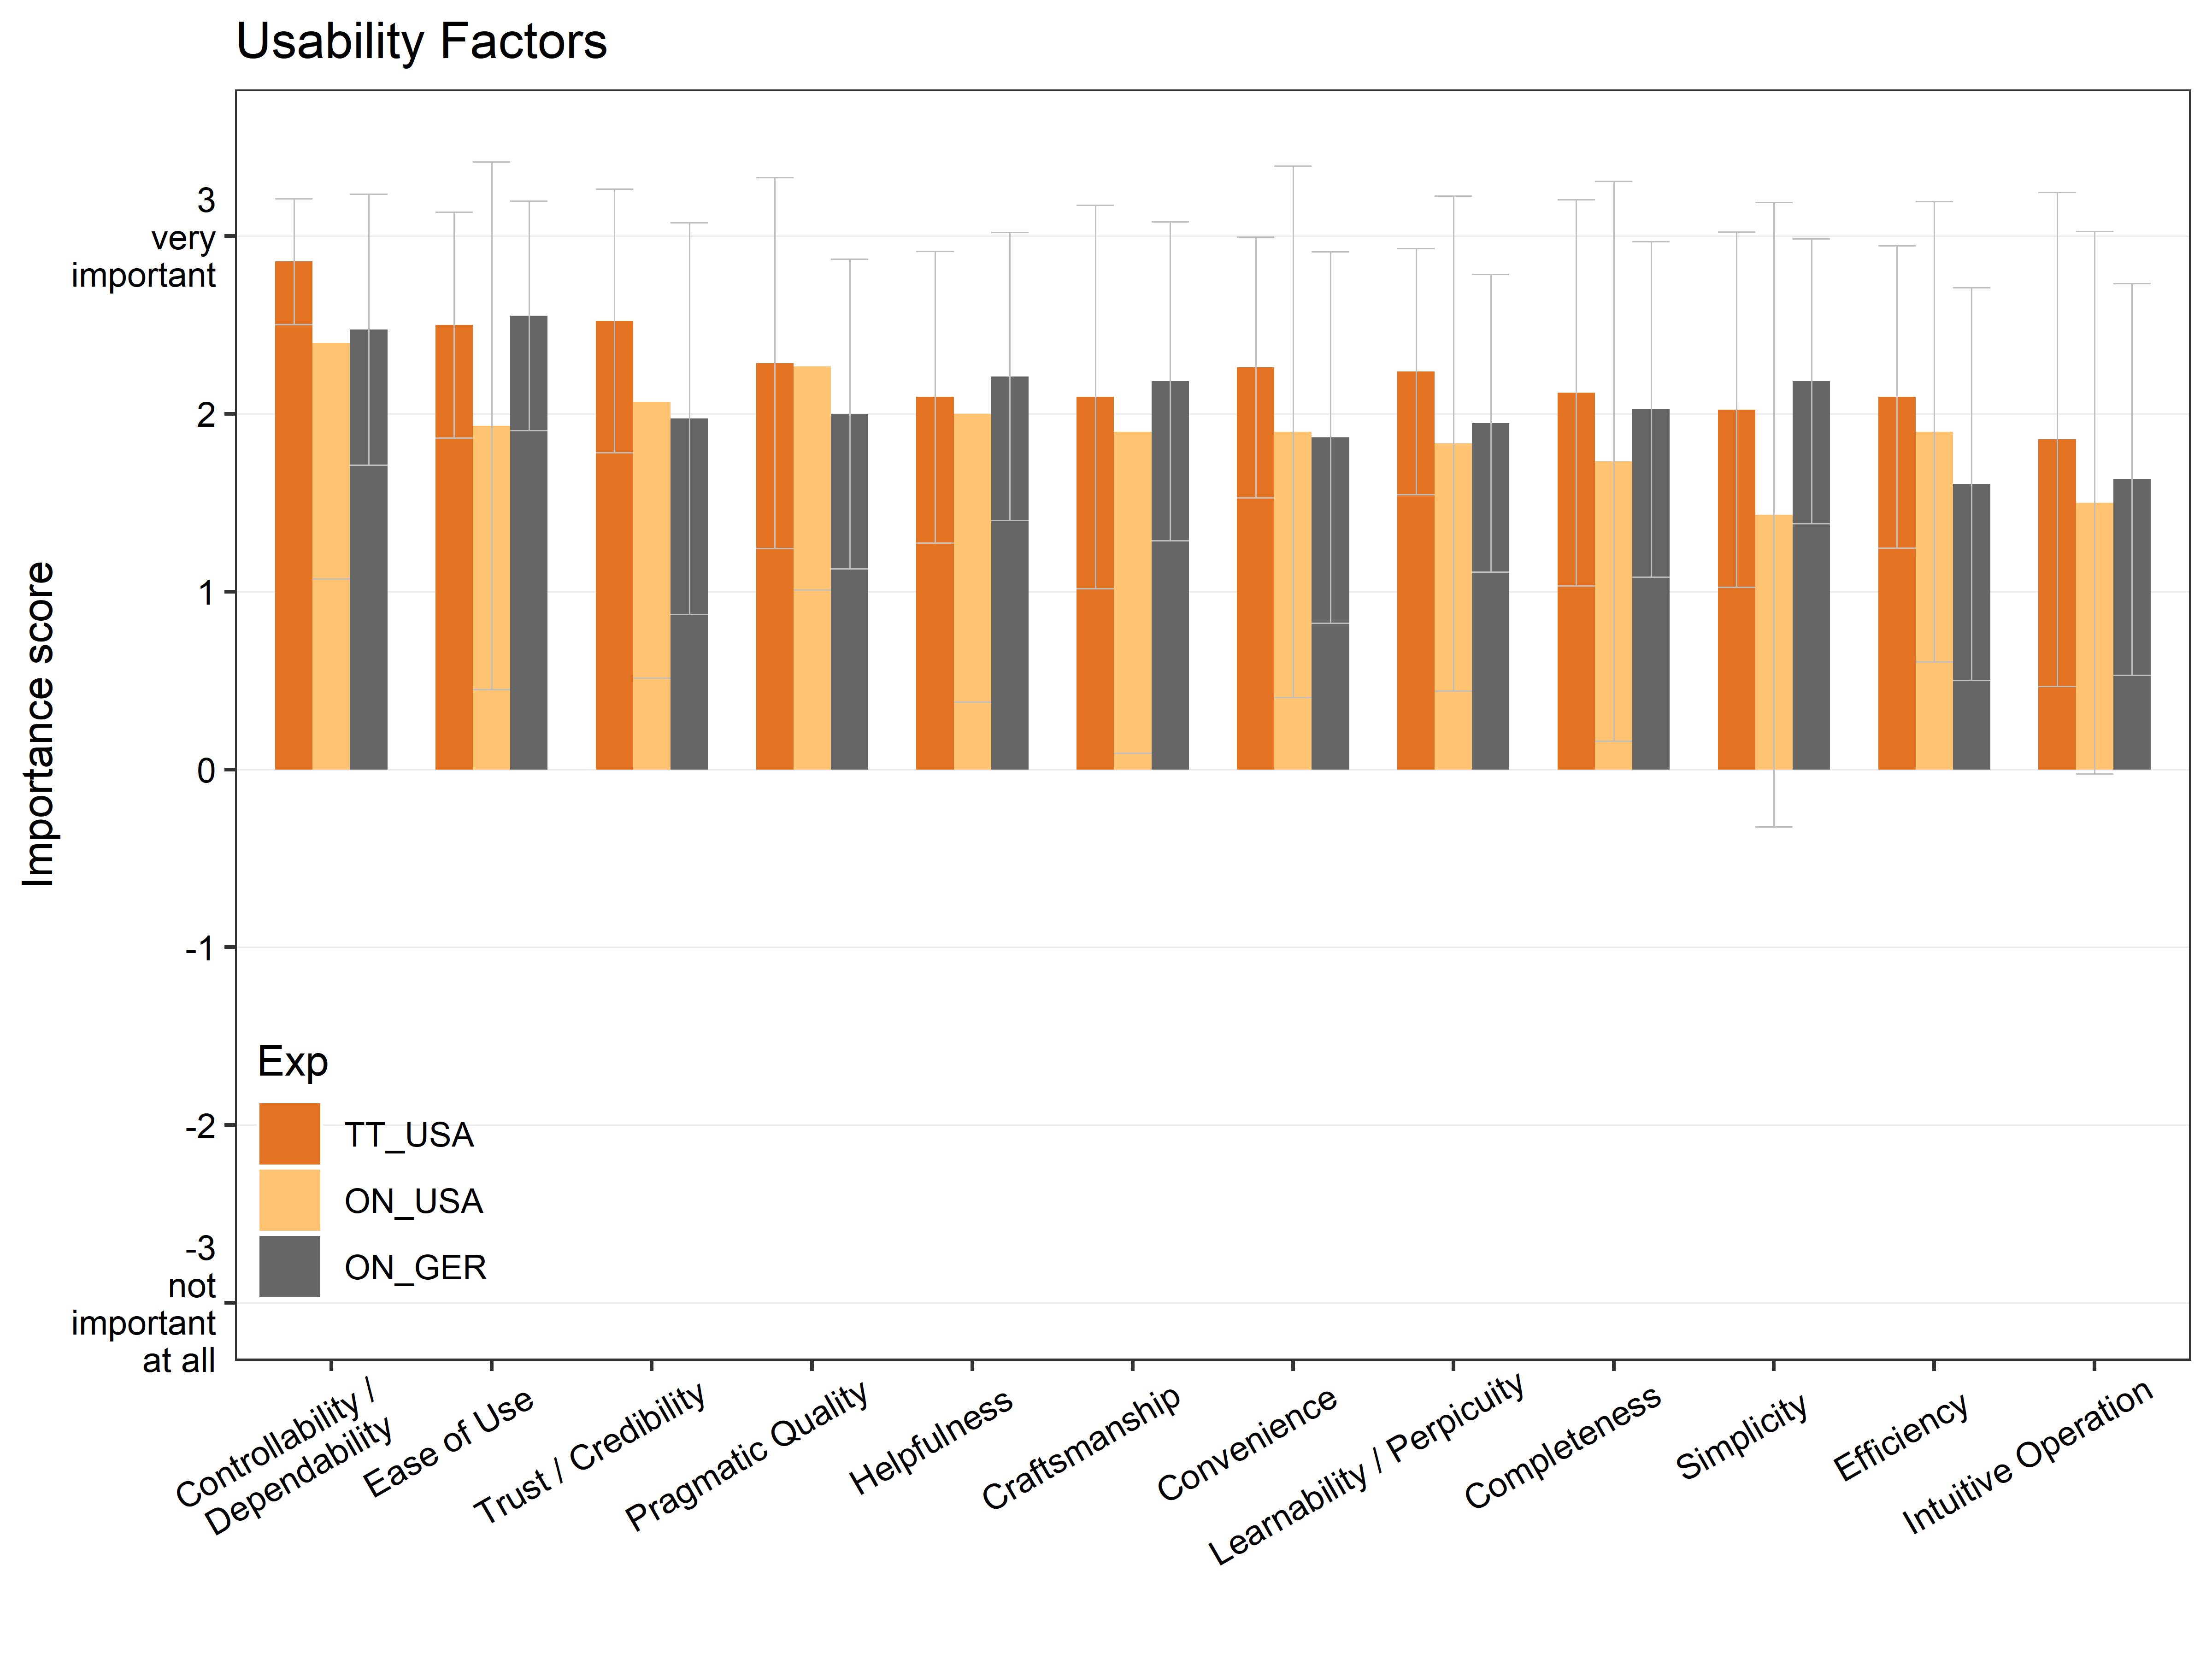 Usability Factors
Importance score
3
very
important
2
1
0
-1
-2
-3
not
important
at all
Exp
TT_USA
ON_USA
ON_GER
Controllability /
Dependability
Ease of Use
Trust / Credibility
Pragmatic Quality
Helpfulness
Craftsmanship
Convenience
Learnability / Perpicuity
Completeness
Simplicity
Efficiency
Intuitive Operation